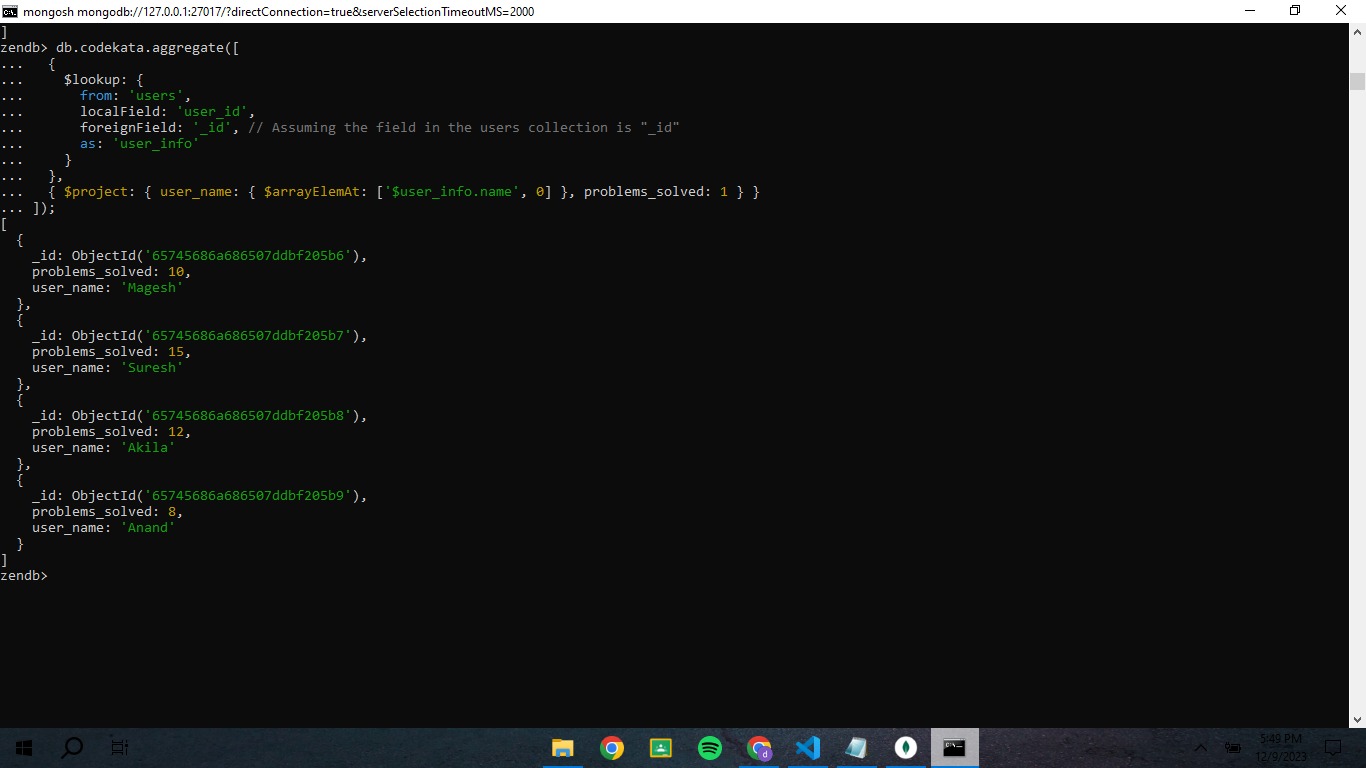 mongosh mongodb://127.0.0.1:27017/?directConnection=true&serverSelectionTimeoutMS=2000
]
zendb> db.codekata.aggregate([
...   {
...     $lookup: {
...       from: 'users',
...       localField: 'user_id',
...       foreignField: '_id', // Assuming the field in the users collection is "_id"
...       as: 'user_info'
...     }
...   },
...   { $project: { user_name: { $arrayElemAt: ['$user_info.name', 0] }, problems_solved: 1 } }
... ]);
[
  {
    _id: ObjectId('65745686a686507ddbf205b6'),
    problems_solved: 10,
    user_name: 'Magesh'
  },
  {
    _id: ObjectId('65745686a686507ddbf205b7'),
    problems_solved: 15,
    user_name: 'Suresh'
  },
  {
    _id: ObjectId('65745686a686507ddbf205b8'),
    problems_solved: 12,
    user_name: 'Akila'
  },
  {
    _id: ObjectId('65745686a686507ddbf205b9'),
    problems_solved: 8,
    user_name: 'Anand'
  }
]
zendb>
5:49 PM
12/9/2023